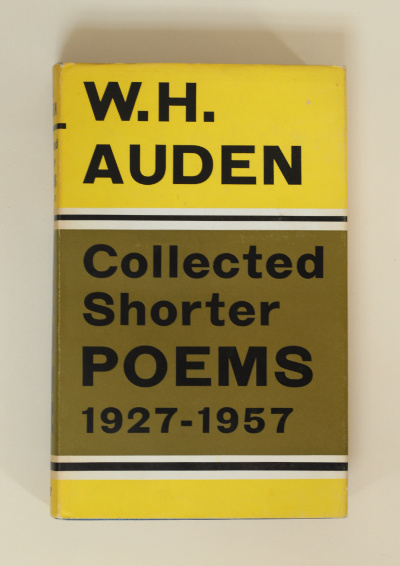 W.H.
AUDEN
Collected
Shorter
POEMS
1927-1957